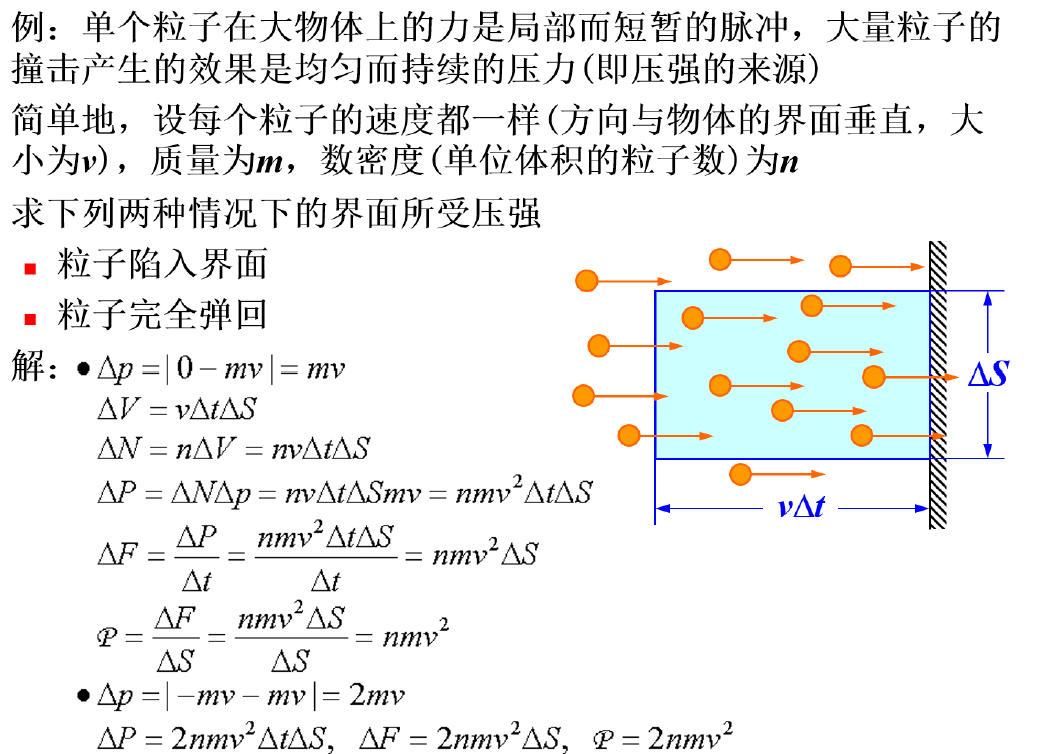 例：单个粒子在大物体上的力是局部而短暂的脉冲，大量粒子的
撞击产生的效果是均匀而持续的压力(即压强的来源)
简单地，设每个粒子的速度都一样(方向与物体的界面垂直，大
小为v)，质量为m，数密度(单位体积的粒子数)为n
求下列两种情况下的界面所受压强
▪ 粒子陷入界面
▪ 粒子完全弹回
解：● Δp = | 0 − mv | = mv
ΔV = vΔtΔS
ΔN = nΔV = nvΔtΔS
ΔP = ΔNΔp = nvΔtΔSmv = nmv²ΔtΔS
ΔF = ΔP/Δt = nmv²ΔtΔS/Δt = nmv²ΔS
𝒫 = ΔF/ΔS = nmv²ΔS/ΔS = nmv²
● Δp = | −mv − mv | = 2mv
ΔP = 2nmv²ΔtΔS, ΔF = 2nmv²ΔS, 𝒫 = 2nmv²
ΔS
vΔt